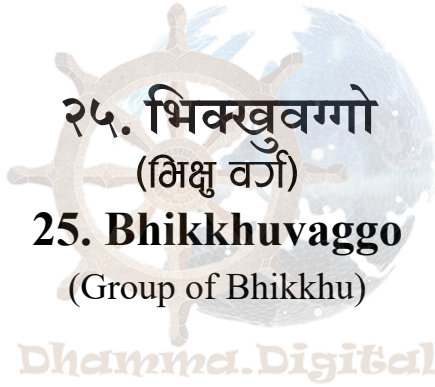 २५. भिक्खुवग्गो
(भिक्षु वर्ग)
25. Bhikkhuvaggo
(Group of Bhikkhu)
Dhamma.Digital